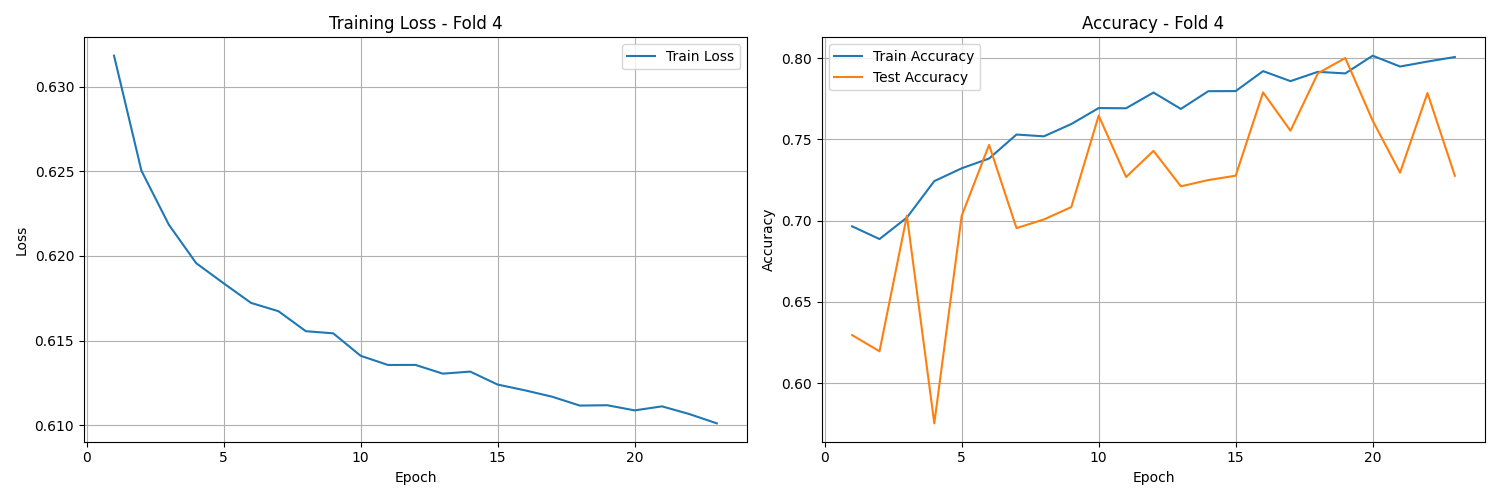 Training Loss - Fold 4
Train Loss
0.630
0.625
0.620
0.615
0.610
Loss
0 5 10 15 20
Epoch
Accuracy - Fold 4
Train Accuracy
Test Accuracy
0.80
0.75
0.70
0.65
0.60
Accuracy
0 5 10 15 20
Epoch